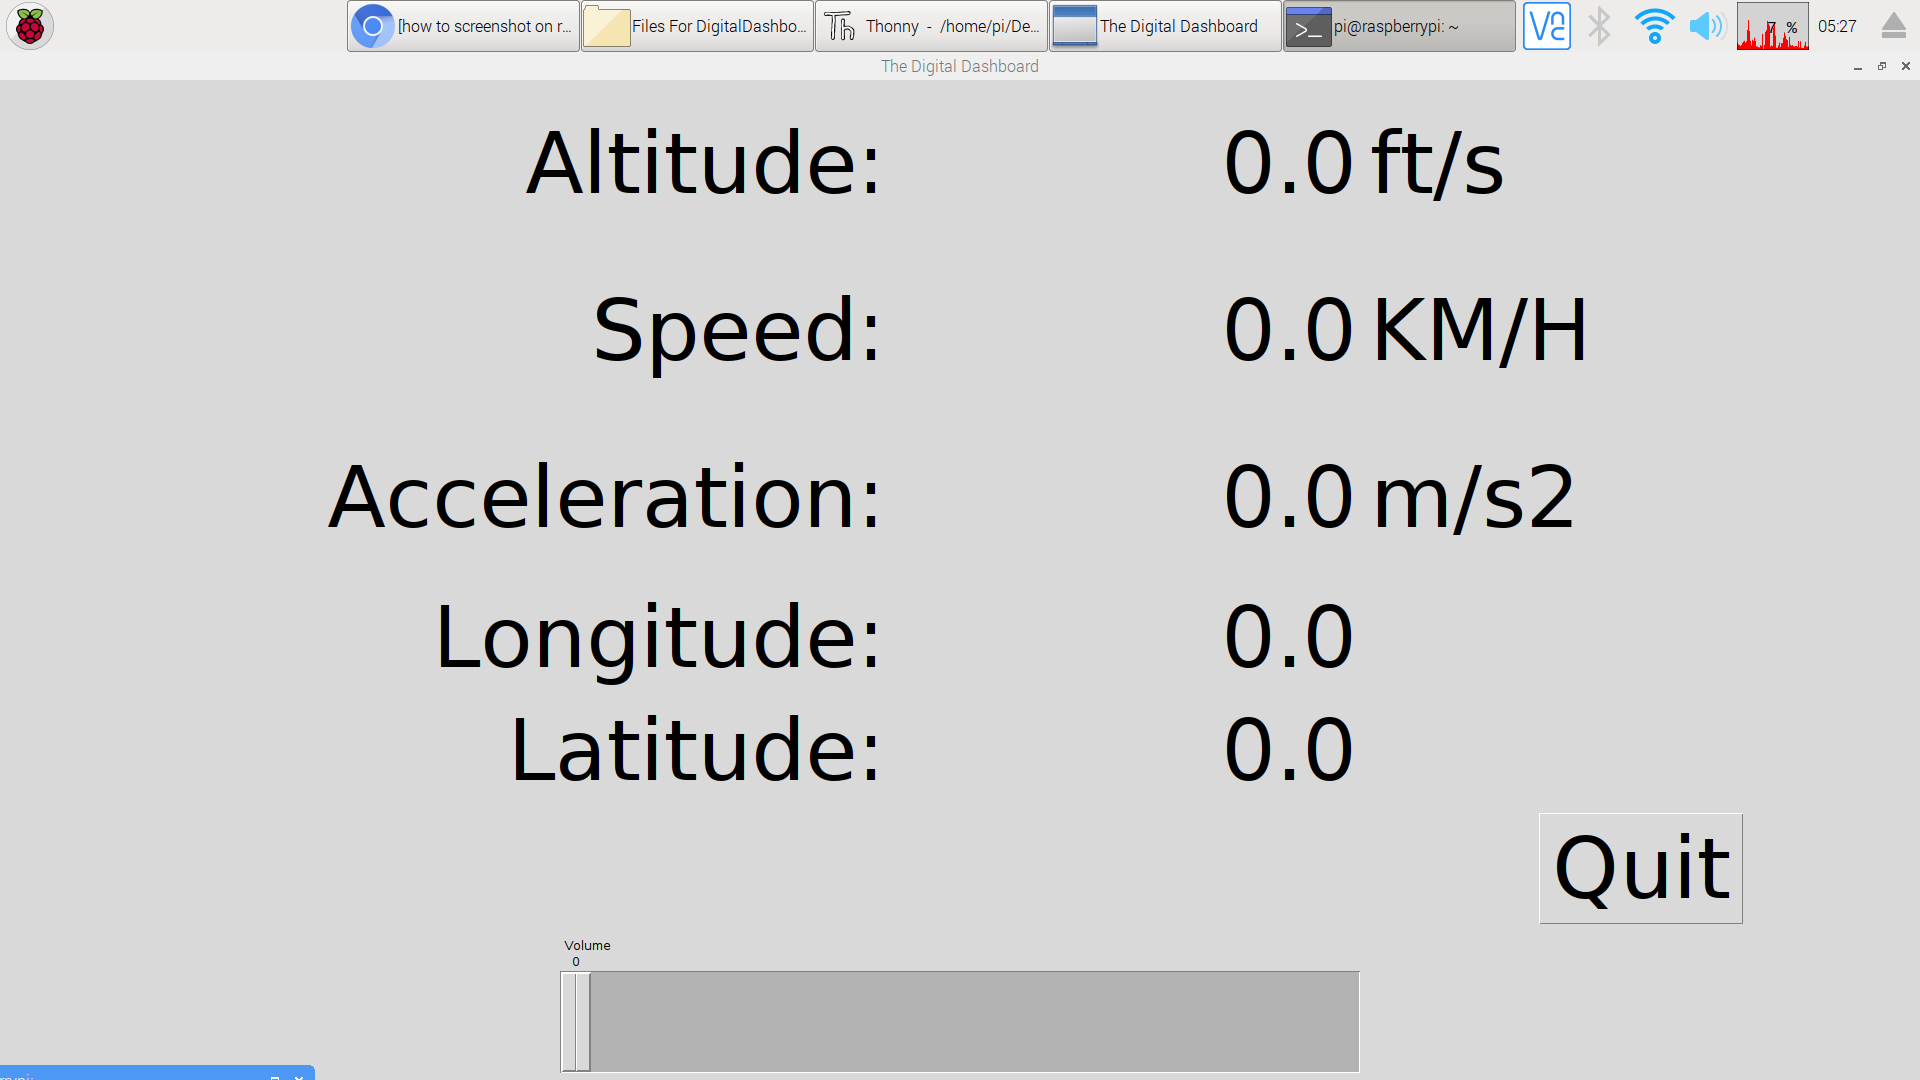 [how to screenshot on r...
Files For DigitalDashbo...
Th
Thonny - /home/pi/De...
The Digital Dashboard
>_
pi@raspberrypi: ~
7 %
05:27
The Digital Dashboard
Altitude: 0.0 ft/s
Speed: 0.0 KM/H
Acceleration: 0.0 m/s2
Longitude: 0.0
Latitude: 0.0
Quit
Volume
0